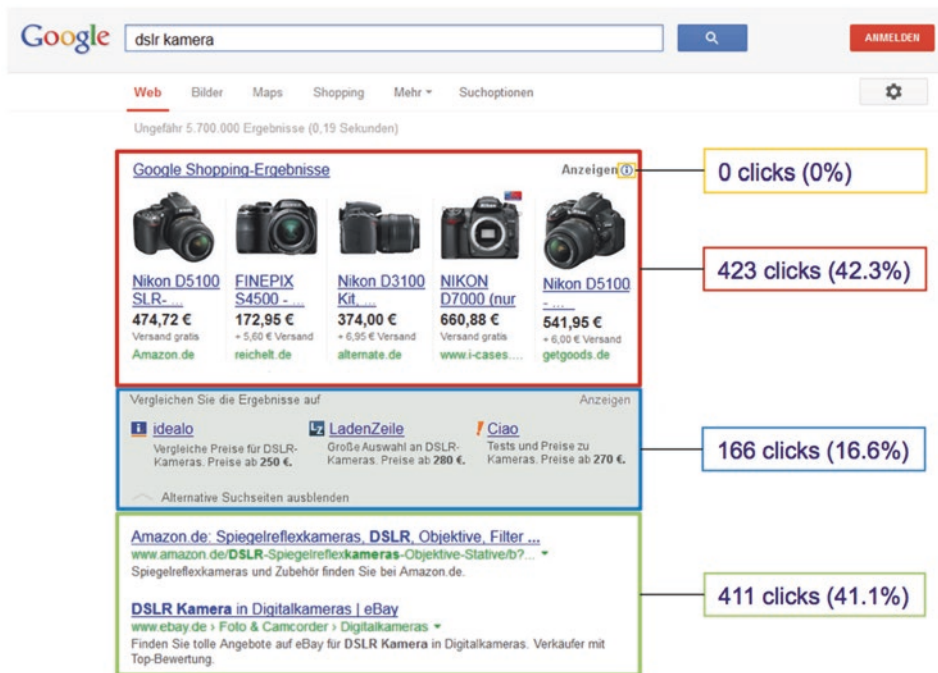 Google dslr kamera ANMELDEN
Web Bilder Maps Shopping Mehr Suchoptionen
Ungefähr 5.700.000 Ergebnisse (0,19 Sekunden)
Google Shopping-Ergebnisse Anzeigen
0 clicks (0%)
Nikon D5100
SLR- ...
474,72 €
Versand gratis
Amazon.de
FINEPIX
S4500 - ...
172,95 €
+ 5,60 € Versand
reichelt.de
Nikon D3100
Kit, ...
374,00 €
+ 6,95 € Versand
alternate.de
NIKON
D7000 (nur
660,88 €
Versand gratis
www.i-cases....
Nikon D5100
- ...
541,95 €
+ 6,00 € Versand
getgoods.de
423 clicks (42.3%)
Vergleichen Sie die Ergebnisse auf Anzeigen
idealo
Vergleiche Preise für DSLR-
Kameras. Preise ab 250 €.
LadenZeile
Große Auswahl an DSLR-
Kameras. Preise ab 280 €.
Ciao
Tests und Preise zu
Kameras. Preise ab 270 €.
Alternative Suchseiten ausblenden
166 clicks (16.6%)
Amazon.de: Spiegelreflexkameras, DSLR, Objektive, Filter ...
www.amazon.de/DSLR-Spiegelreflexkameras-Objektive-Stative/b?...
Spiegelreflexkameras und Zubehör finden Sie bei Amazon.de.
DSLR Kamera in Digitalkameras | eBay
www.ebay.de › Foto & Camcorder › Digitalkameras
Finden Sie tolle Angebote auf eBay für DSLR Kamera in Digitalkameras. Verkäufer mit
Top-Bewertung.
411 clicks (41.1%)